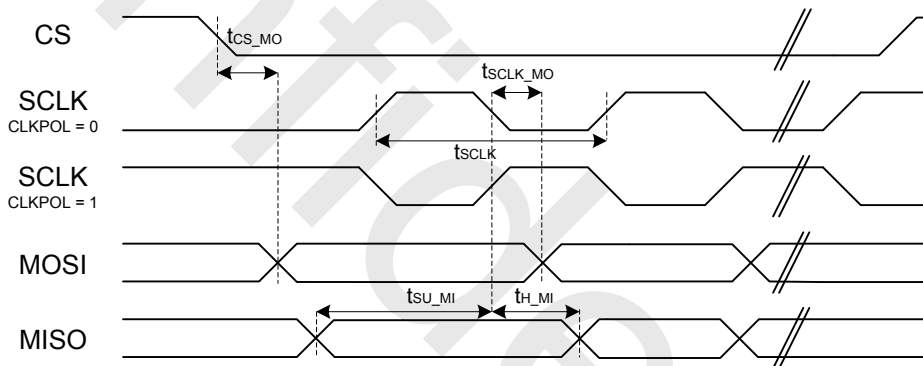 CS
tCS_MO
tSCLK_MO
SCLK
CLKPOL = 0
tSCLK
SCLK
CLKPOL = 1
MOSI
tSU_MI
tH_MI
MISO